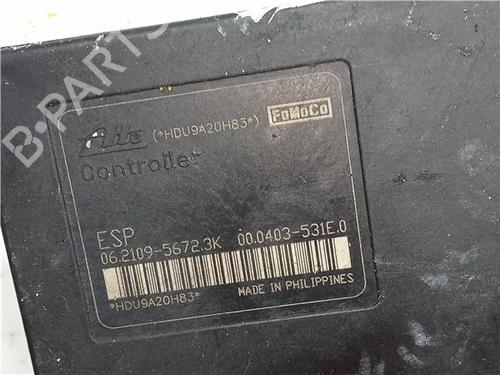 B-PARTS
Ate (*HDU9A20H83*) FoMoCo
Controller
ESP
06.2109-5672.3K 00.0403-531E.0
*HDU9A20H83* MADE IN PHILIPPINES